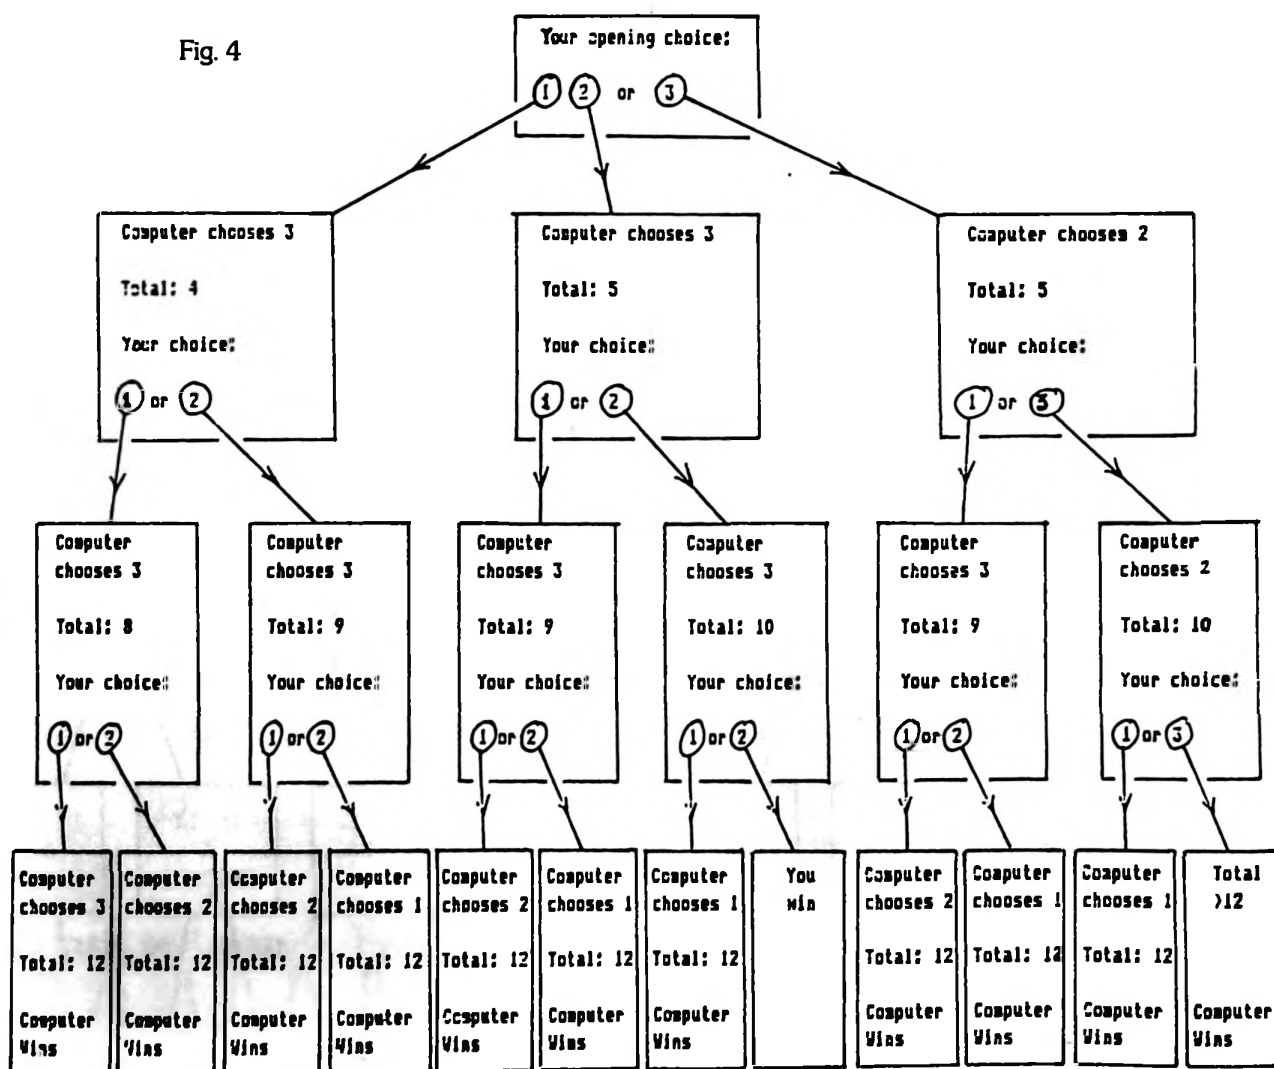 Fig. 4
Your opening choice:
1 2 or 3
Computer chooses 3
Total: 4
Your choice:
1 or 2
Computer chooses 3
Total: 5
Your choice:
1 or 2
Computer chooses 2
Total: 5
Your choice:
1 or 3
Computer
chooses 3
Total: 8
Your choice:
1 or 2
Computer
chooses 3
Total: 9
Your choice:
1 or 2
Computer
chooses 3
Total: 9
Your choice:
1 or 2
Computer
chooses 3
Total: 10
Your choice:
1 or 2
Computer
chooses 3
Total: 9
Your choice:
1 or 2
Computer
chooses 2
Total: 10
Your choice:
1 or 3
Computer
chooses 3
Total: 12
Computer
Wins
Computer
chooses 2
Total: 12
Computer
Wins
Computer
chooses 2
Total: 12
Computer
Wins
Computer
chooses 1
Total: 12
Computer
Wins
Computer
chooses 2
Total: 12
Computer
Wins
Computer
chooses 1
Total: 12
Computer
Wins
Computer
chooses 1
Total: 12
Computer
Wins
You
win
Computer
chooses 2
Total: 12
Computer
Wins
Computer
chooses 1
Total: 12
Computer
Wins
Computer
chooses 1
Total: 12
Computer
Wins
Total
>12
Computer
Wins